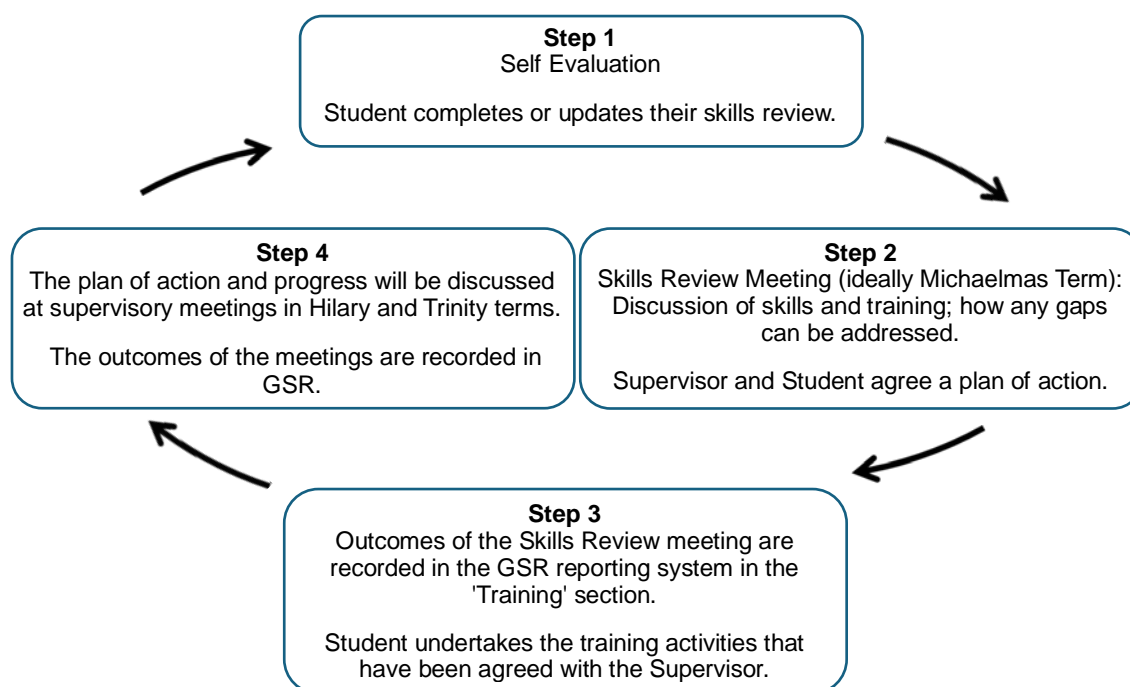 Step 1
Self Evaluation
Student completes or updates their skills review.
Step 2
Skills Review Meeting (ideally Michaelmas Term):
Discussion of skills and training; how any gaps
can be addressed.
Supervisor and Student agree a plan of action.
Step 3
Outcomes of the Skills Review meeting are
recorded in the GSR reporting system in the
'Training' section.
Student undertakes the training activities that
have been agreed with the Supervisor.
Step 4
The plan of action and progress will be discussed
at supervisory meetings in Hilary and Trinity terms.
The outcomes of the meetings are recorded in
GSR.